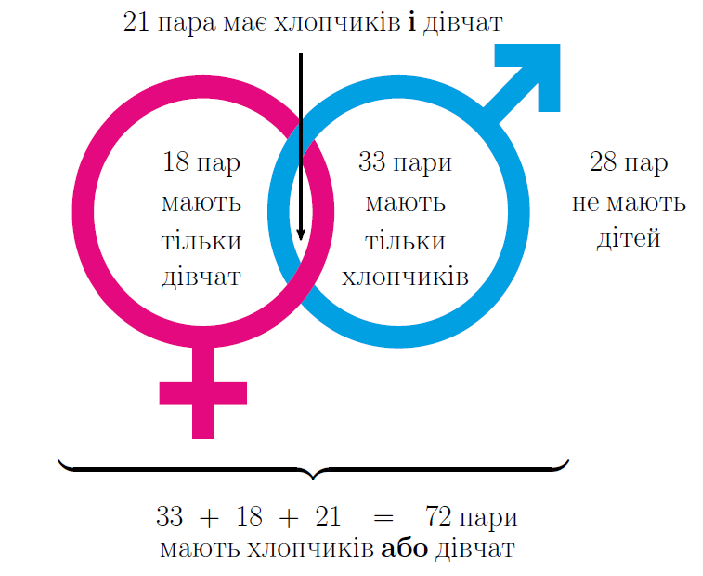 21 пара має хлопчиків і дівчат
18 пар
мають
тільки
дівчат
33 пари
мають
тільки
хлопчиків
28 пар
не мають
дітей
33 + 18 + 21 = 72 пари
мають хлопчиків або дівчат